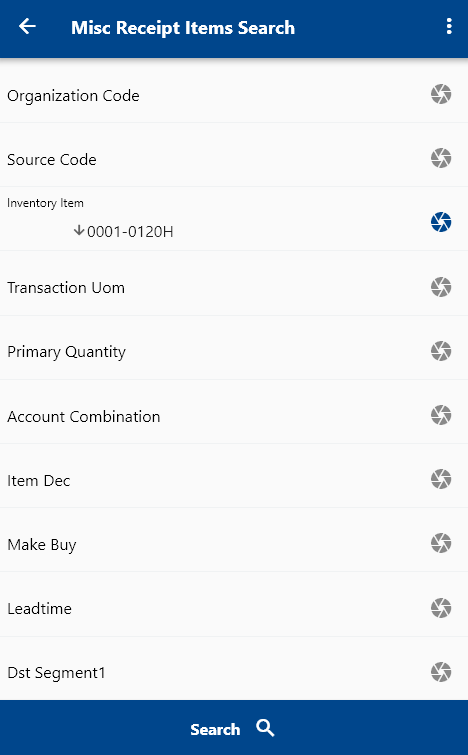 Misc Receipt Items Search
Organization Code
Source Code
Inventory Item
↓0001-0120H
Transaction Uom
Primary Quantity
Account Combination
Item Dec
Make Buy
Leadtime
Dst Segment1
Search